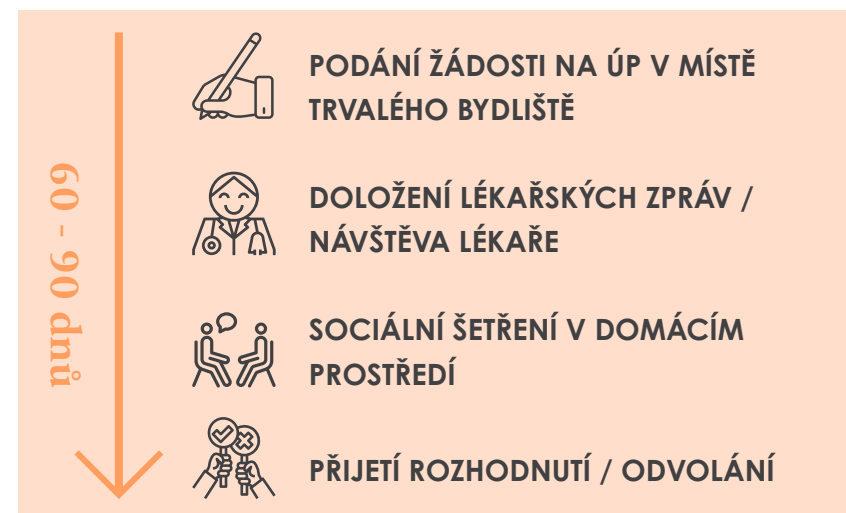 60 - 90 dnů
PODÁNÍ ŽÁDOSTI NA ÚP V MÍSTĚ
TRVALÉHO BYDLIŠTĚ
DOLOŽENÍ LÉKAŘSKÝCH ZPRÁV /
NÁVŠTĚVA LÉKAŘE
SOCIÁLNÍ ŠETŘENÍ V DOMÁCÍM
PROSTŘEDÍ
PŘIJETÍ ROZHODNUTÍ / ODVOLÁNÍ